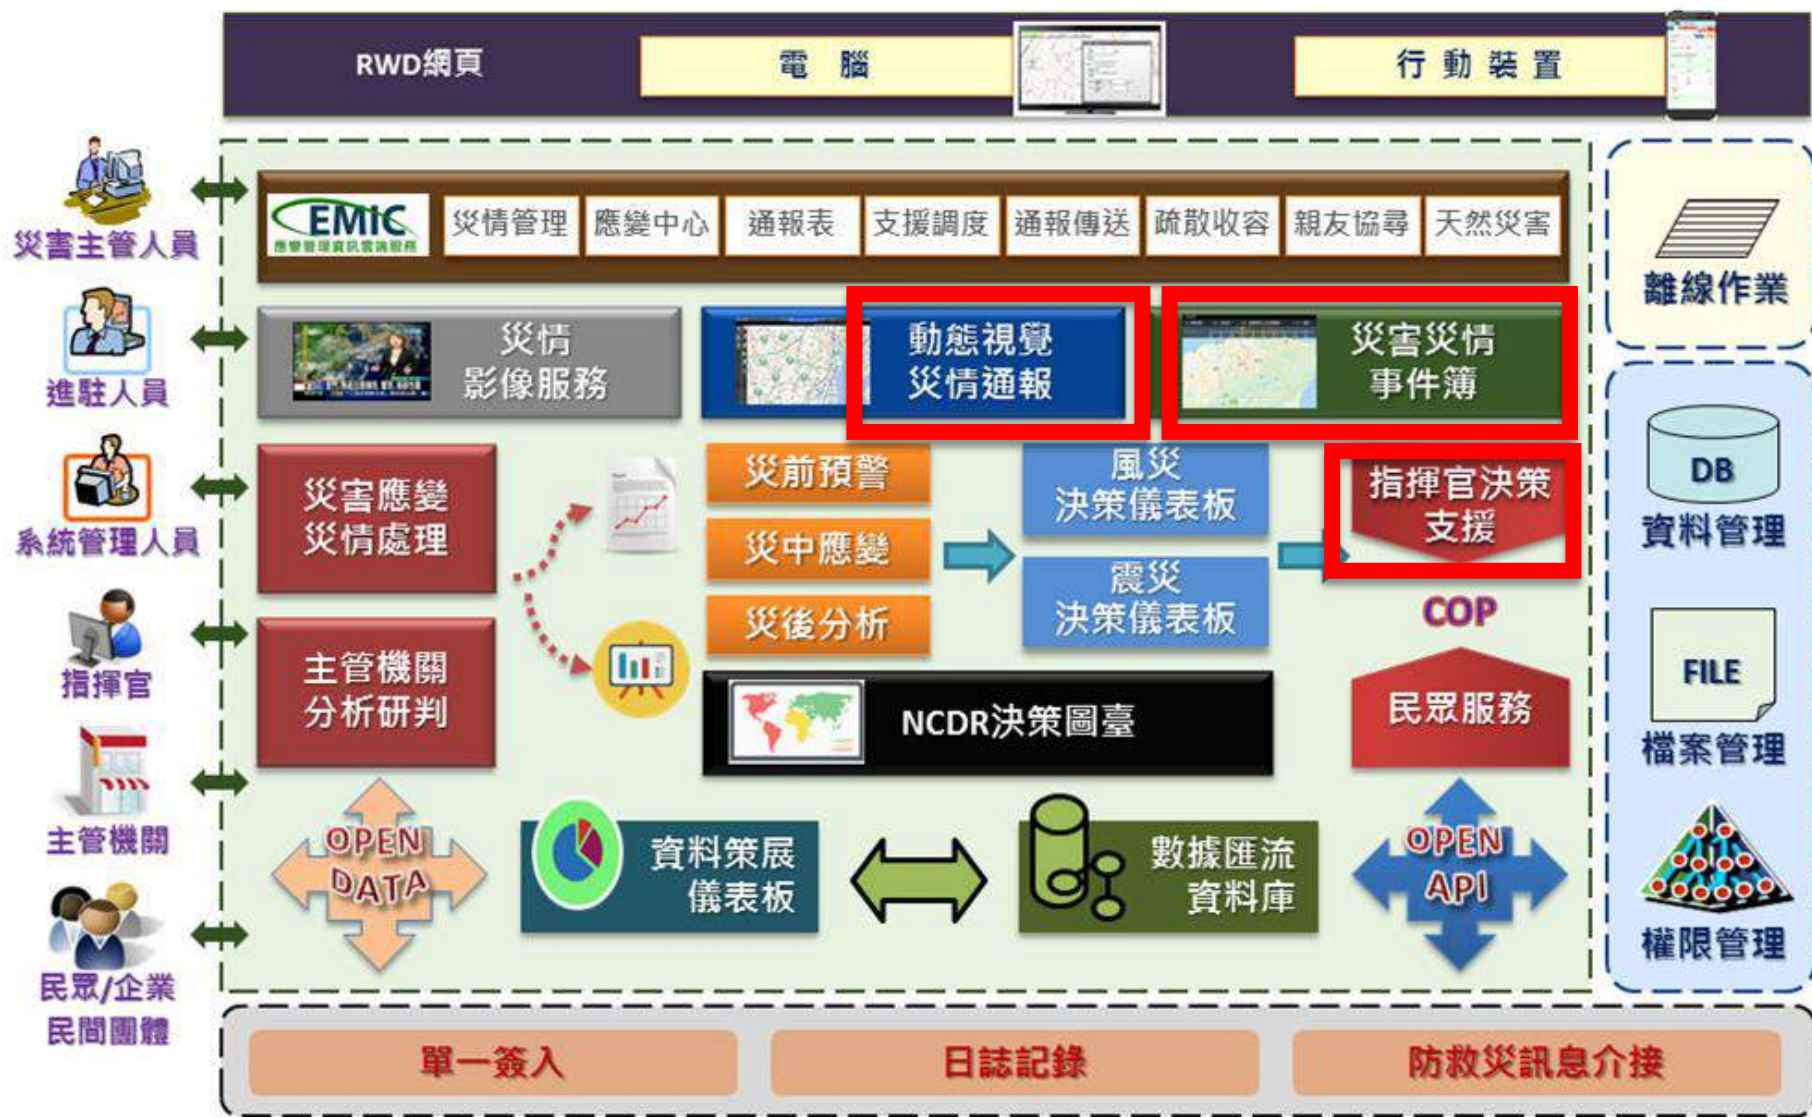 RWD網頁
電腦
行動裝置
災害主管人員
EMIC
應變管理資訊雲端服務
災情管理
應變中心
通報表
支援調度
通報傳送
疏散收容
親友協尋
天然災害
離線作業
進駐人員
災情
影像服務
動態視覺
災情通報
災害災情
事件簿
系統管理人員
災害應變
災情處理
災前預警
災中應變
災後分析
風災
決策儀表板
震災
決策儀表板
指揮官決策
支援
COP
DB
資料管理
指揮官
主管機關
分析研判
NCDR決策圖臺
民眾服務
FILE
檔案管理
主管機關
OPEN
DATA
資料策展
儀表板
數據匯流
資料庫
OPEN
API
權限管理
民眾/企業
民間團體
單一簽入
日誌記錄
防救災訊息介接